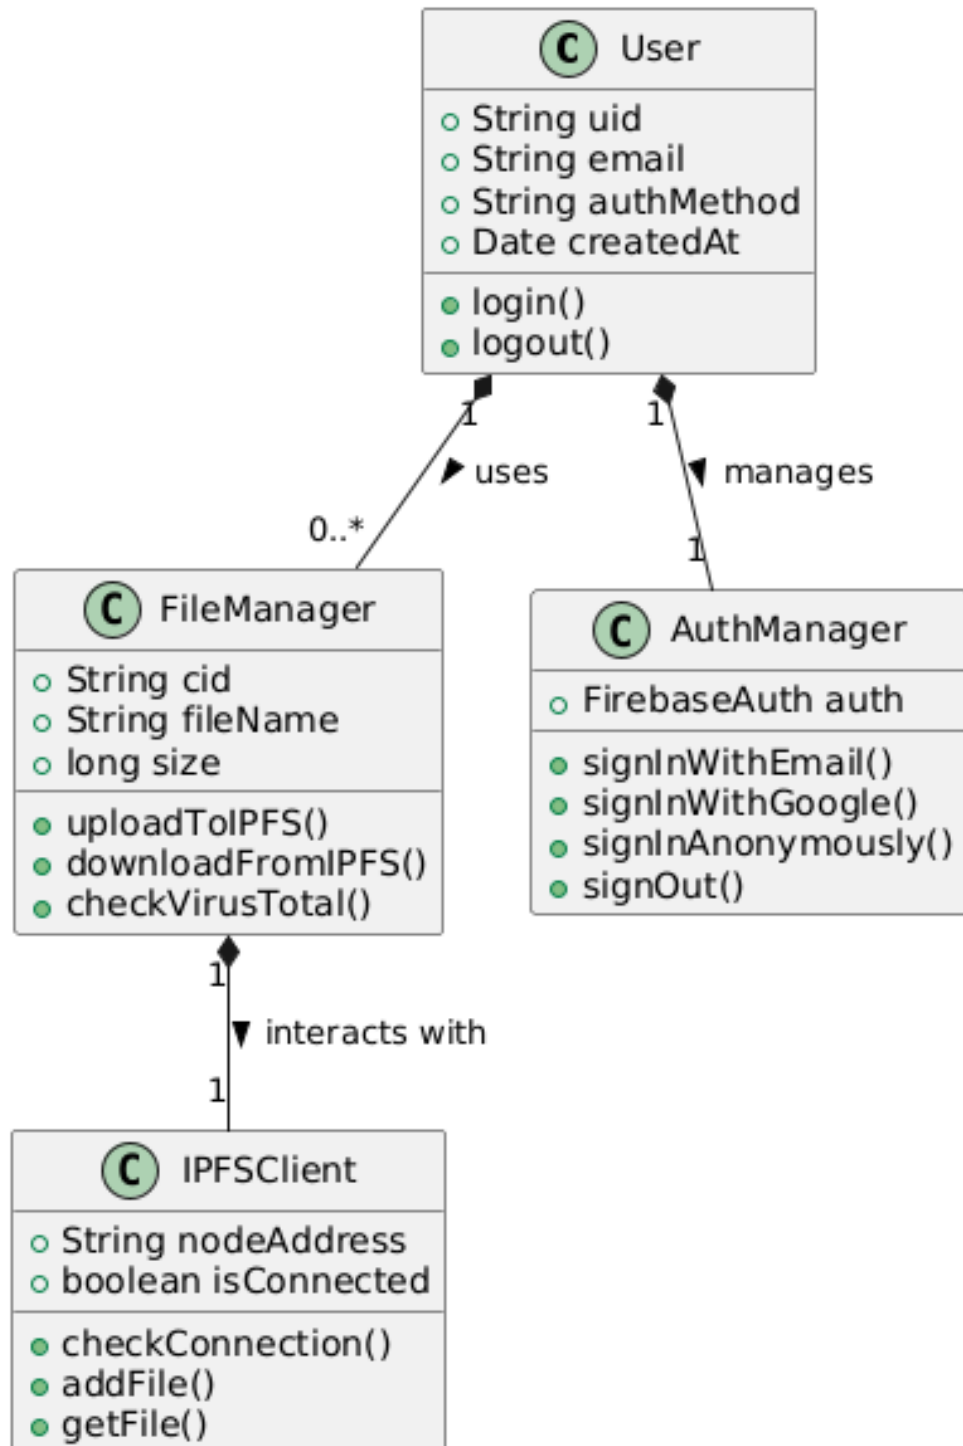 C User
String uid
String email
String authMethod
Date createdAt
login()
logout()
1
1
uses
manages
0..*
1
C FileManager
String cid
String fileName
long size
uploadToIPFS()
downloadFromIPFS()
checkVirusTotal()
C AuthManager
FirebaseAuth auth
signInWithEmail()
signInWithGoogle()
signInAnonymously()
signOut()
1
interacts with
1
C IPFSClient
String nodeAddress
boolean isConnected
checkConnection()
addFile()
getFile()